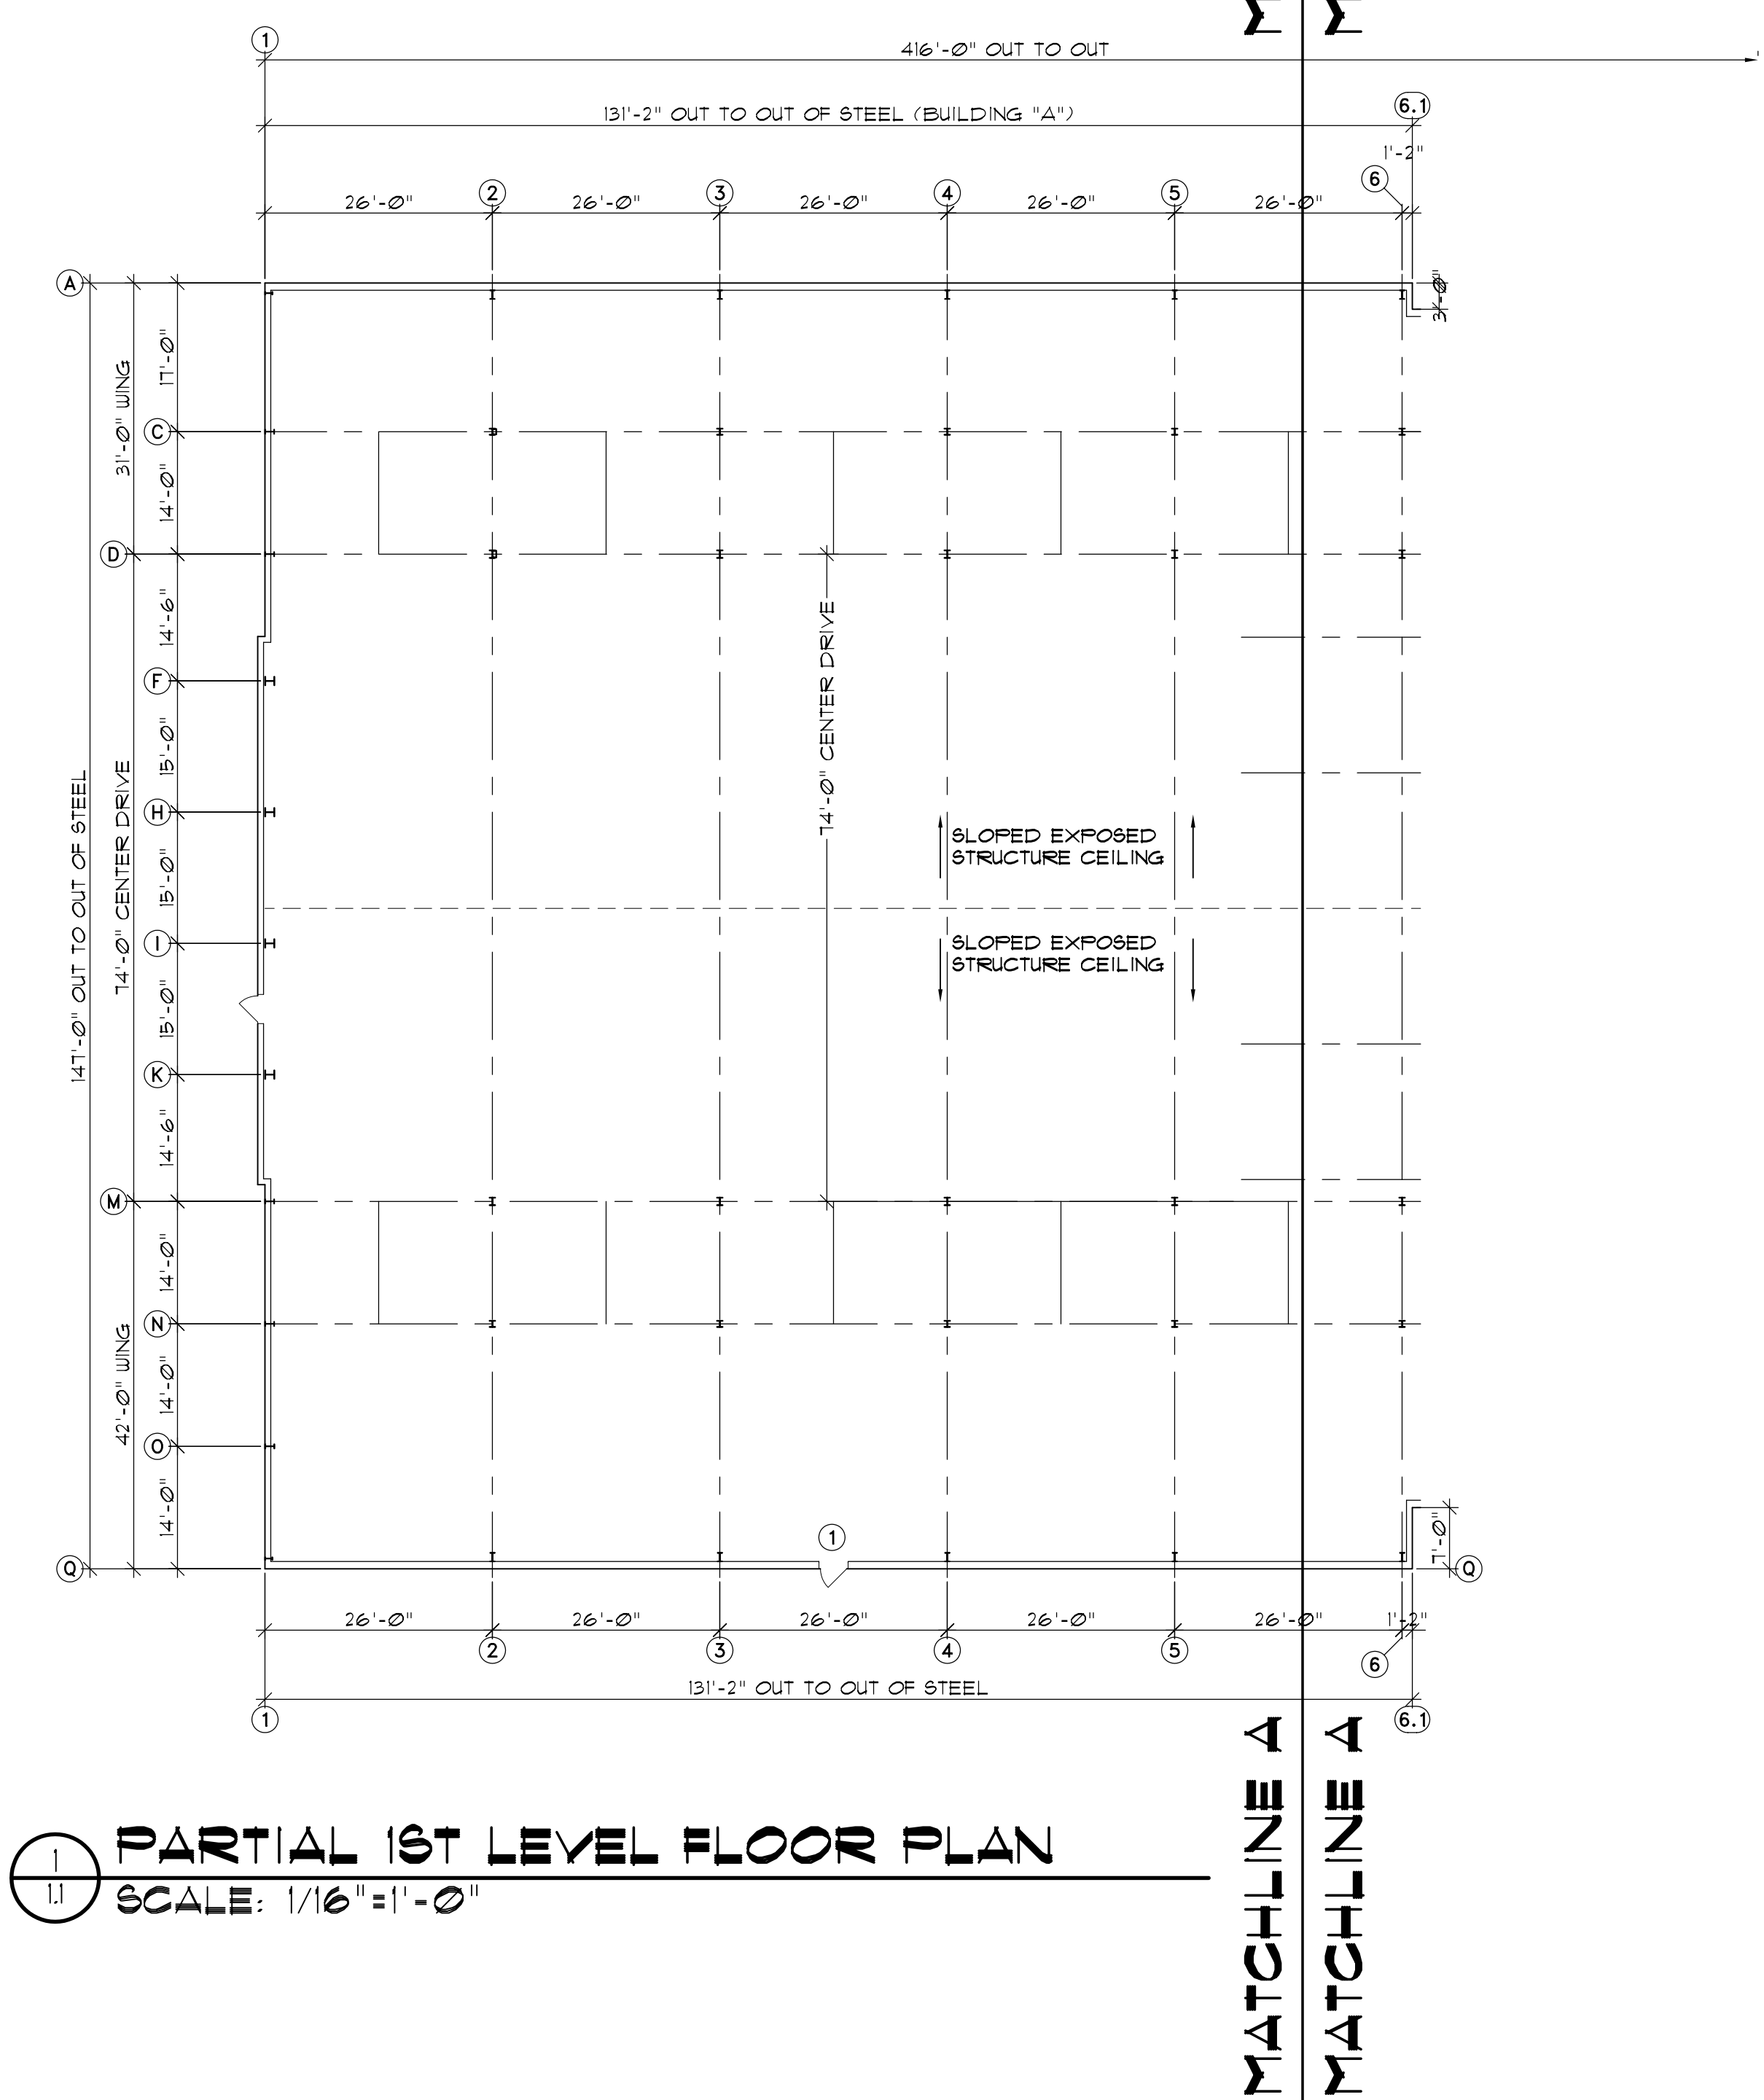 1
416'-0" OUT TO OUT
131'-2" OUT TO OUT OF STEEL (BUILDING "A")
6.1
1'-2"
2
3
4
5
6
26'-0"
26'-0"
26'-0"
26'-0"
26'-0"
A
3'-0"
17'-0"
31'-0" WING
C
14'-0"
D
14'-6"
F
15'-0"
74'-0" CENTER DRIVE
H
SLOPED EXPOSED
STRUCTURE CEILING
147'-0" OUT TO OUT OF STEEL
74'-0" CENTER DRIVE
15'-0"
I
SLOPED EXPOSED
STRUCTURE CEILING
15'-0"
K
14'-6"
M
14'-0"
N
42'-0" WING
14'-0"
O
14'-0"
1
7'-0"
Q
Q
26'-0"
26'-0"
26'-0"
26'-0"
26'-0"
1'-2"
2
3
4
5
6
131'-2" OUT TO OUT OF STEEL
1
6.1
1
1.1
PARTIAL 1ST LEVEL FLOOR PLAN
SCALE: 1/16"=1'-0"
MATCHLINE A
MATCHLINE A